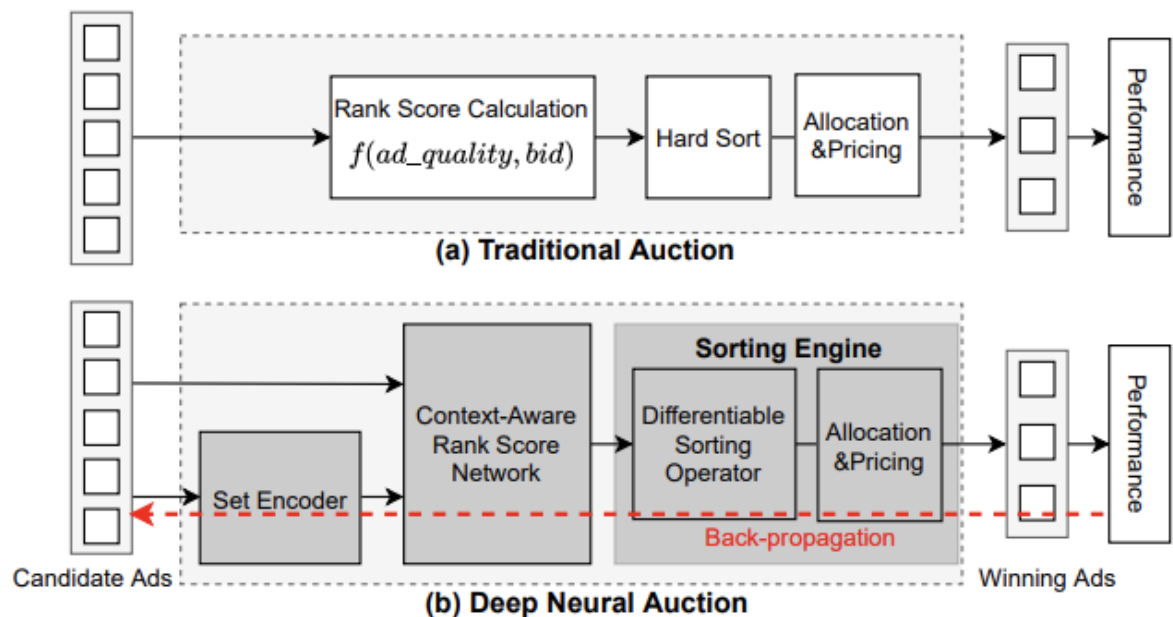 Rank Score Calculation
f(ad_quality, bid)
Hard Sort
Allocation
&Pricing
Performance
(a) Traditional Auction
Sorting Engine
Set Encoder
Context-Aware
Rank Score
Network
Differentiable
Sorting
Operator
Allocation
&Pricing
Performance
Back-propagation
Candidate Ads
Winning Ads
(b) Deep Neural Auction